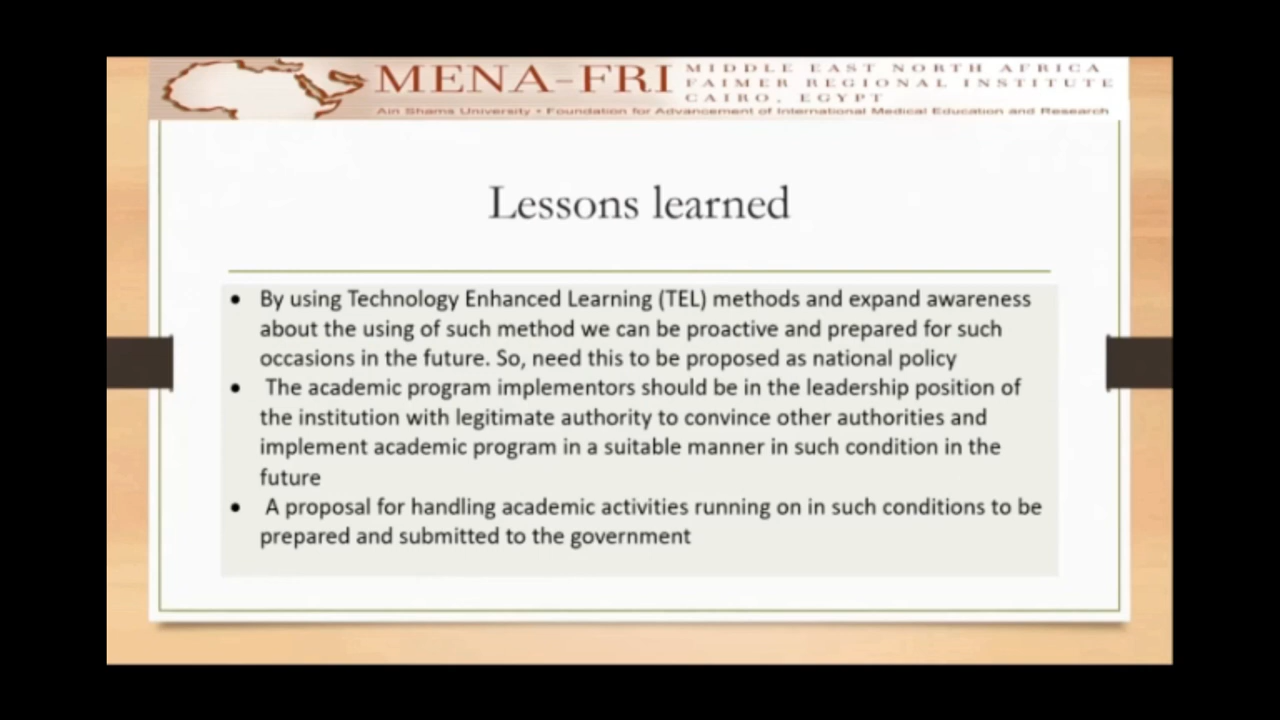 MENA-FRI
MIDDLE EAST NORTH AFRICA
FAIMER REGIONAL INSTITUTE
CAIRO, EGYPT
Ain Shams University • Foundation for Advancement of International Medical Education and Research
Lessons learned
• By using Technology Enhanced Learning (TEL) methods and expand awareness
about the using of such method we can be proactive and prepared for such
occasions in the future. So, need this to be proposed as national policy
• The academic program implementors should be in the leadership position of
the institution with legitimate authority to convince other authorities and
implement academic program in a suitable manner in such condition in the
future
• A proposal for handling academic activities running on in such conditions to be
prepared and submitted to the government